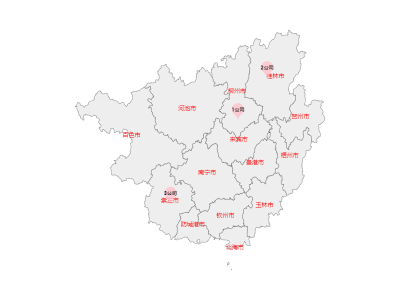 2公司
桂林市
柳州市
河池市
1公司
贺州市
百色市
来宾市
贵港市
梧州市
南宁市
3公司
崇左市
玉林市
钦州市
防城港市
北海市